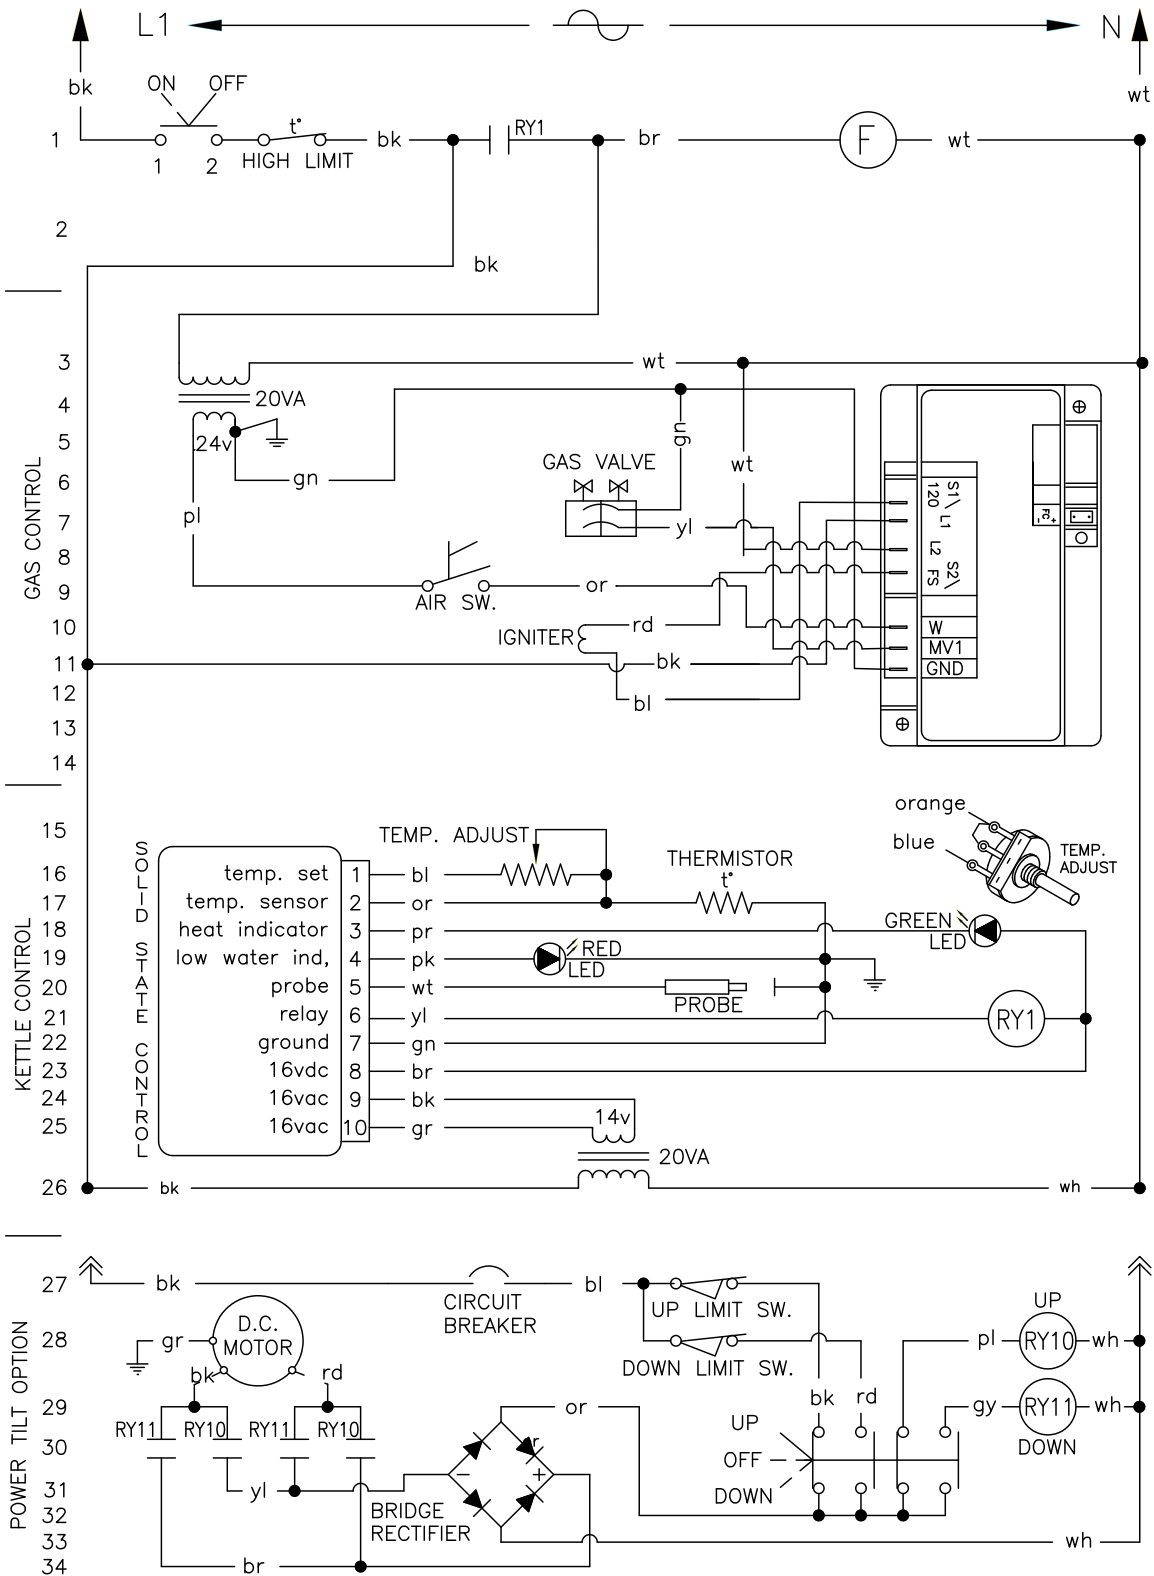 L1
N
bk
ON OFF
wt
1
t°
bk
RY1
br
F
wt
1 2
HIGH LIMIT
2
bk
3
wt
4
20VA
24v
5
gn
GAS VALVE
wt
6
gn
7
pl
yl
8
9
or
AIR SW.
10
rd
IGNITER
11
bk
12
bl
13
14
GAS CONTROL
S1\
120
L1
L2
S2\
FS
W
MV1
GND
FC
- +
15
TEMP. ADJUST
orange
blue
TEMP.
ADJUST
THERMISTOR
t°
SOLID STATE CONTROL
KETTLE CONTROL
16
temp. set 1 bl
17
temp. sensor 2 or
18
heat indicator 3 pr
GREEN
LED
19
low water ind, 4 pk
RED
LED
20
probe 5 wt
PROBE
21
relay 6 yl
RY1
22
ground 7 gn
23
16vdc 8 br
24
16vac 9 bk
25
16vac 10 gr
14v
20VA
26
bk
wh
27
bk
CIRCUIT
BREAKER
bl
UP LIMIT SW.
UP
28
gr
D.C.
MOTOR
DOWN LIMIT SW.
pl
RY10
wh
bk
rd
bk
rd
29
or
gy
RY11
wh
RY11 RY10 RY11 RY10
UP
DOWN
30
r
OFF
31
yl
-
+
DOWN
32
BRIDGE
RECTIFIER
33
wh
34
br
POWER TILT OPTION